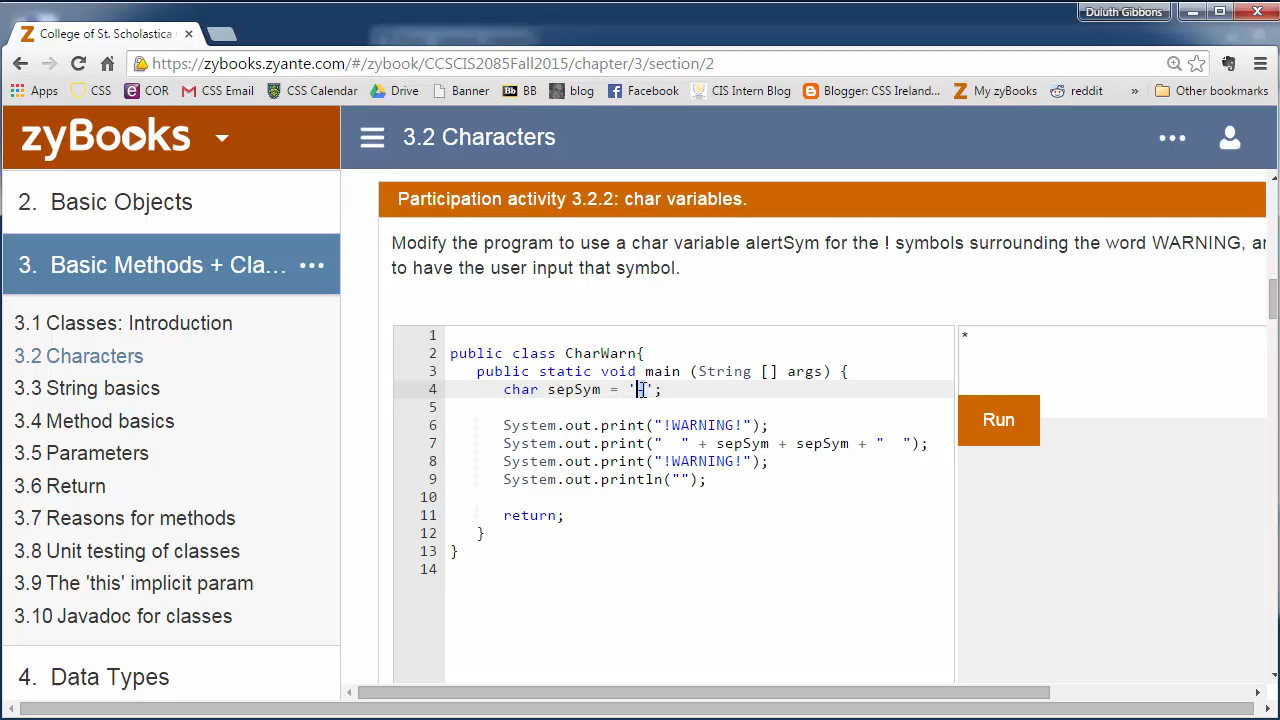 Duluth Gibbons
College of St. Scholastica
https://zybooks.zyante.com/#/zybook/CCSCIS2085Fall2015/chapter/3/section/2
Apps CSS COR CSS Email CSS Calendar Drive Banner BB blog Facebook CIS Intern Blog Blogger: CSS Ireland... My zyBooks reddit » Other bookmarks
zyBooks
3.2 Characters
2. Basic Objects
3. Basic Methods + Cla...
3.1 Classes: Introduction
3.2 Characters
3.3 String basics
3.4 Method basics
3.5 Parameters
3.6 Return
3.7 Reasons for methods
3.8 Unit testing of classes
3.9 The 'this' implicit param
3.10 Javadoc for classes
4. Data Types
Participation activity 3.2.2: char variables.
Modify the program to use a char variable alertSym for the ! symbols surrounding the word WARNING,
to have the user input that symbol.
1
2 public class CharWarn{
3 public static void main (String [] args) {
4 char sepSym = '-';
5
6 System.out.print("!WARNING!");
7 System.out.print("  " + sepSym + sepSym + "  ");
8 System.out.print("!WARNING!");
9 System.out.println("");
10
11 return;
12 }
13 }
14
*
Run